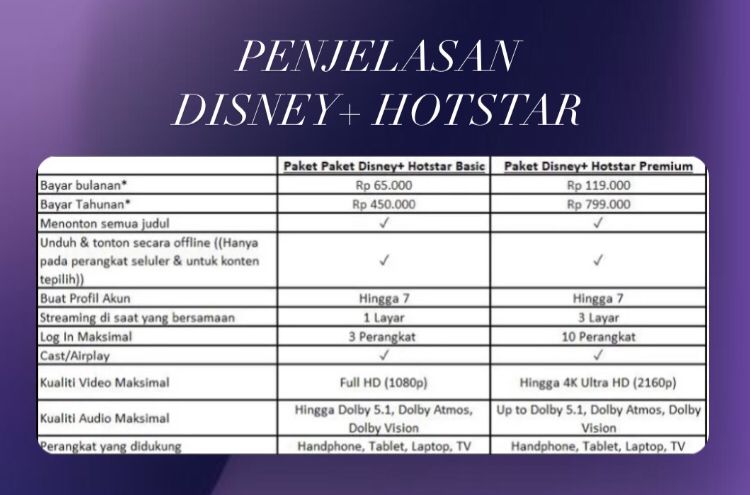 PENJELASAN
DISNEY+ HOTSTAR
Paket Paket Disney+ Hotstar Basic Paket Disney+ Hotstar Premium
Bayar bulanan* Rp 65.000 Rp 119.000
Bayar Tahunan* Rp 450.000 Rp 799.000
Menonton semua judul ✓ ✓
Unduh & tonton secara offline ((Hanya
pada perangkat seluler & untuk konten ✓ ✓
tepilih))
Buat Profil Akun Hingga 7 Hingga 7
Streaming di saat yang bersamaan 1 Layar 3 Layar
Log In Maksimal 3 Perangkat 10 Perangkat
Cast/Airplay ✓ ✓
Kualiti Video Maksimal Full HD (1080p) Hingga 4K Ultra HD (2160p)
Kualiti Audio Maksimal Hingga Dolby 5.1, Dolby Atmos, Up to Dolby 5.1, Dolby Atmos, Dolby
Dolby Vision Vision
Perangkat yang didukung Handphone, Tablet, Laptop, TV Handphone, Tablet, Laptop, TV